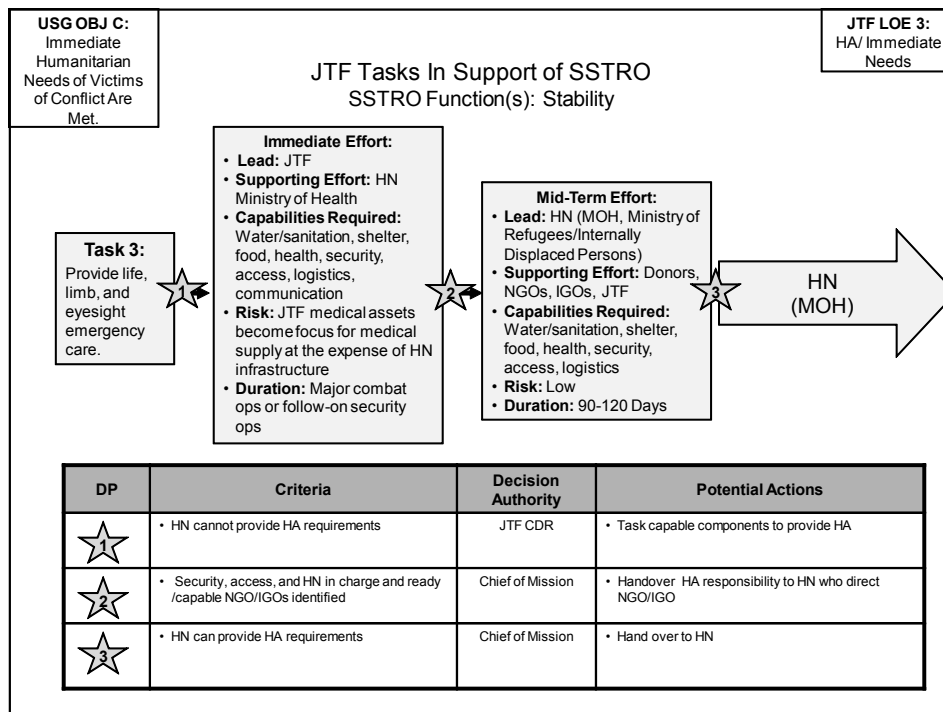 USG OBJ C:
Immediate
Humanitarian
Needs of Victims
of Conflict Are
Met.
JTF LOE 3:
HA/ Immediate
Needs
JTF Tasks In Support of SSTRO
SSTRO Function(s): Stability
Task 3:
Provide life,
limb, and
eyesight
emergency
care.
1
Immediate Effort:
• Lead: JTF
• Supporting Effort: HN
Ministry of Health
• Capabilities Required:
Water/sanitation, shelter,
food, health, security,
access, logistics,
communication
• Risk: JTF medical assets
become focus for medical
supply at the expense of HN
infrastructure
• Duration: Major combat
ops or follow-on security
ops
2
Mid-Term Effort:
• Lead: HN (MOH, Ministry of
Refugees/Internally
Displaced Persons)
• Supporting Effort: Donors,
NGOs, IGOs, JTF
• Capabilities Required:
Water/sanitation, shelter,
food, health, security,
access, logistics
• Risk: Low
• Duration: 90-120 Days
3
HN
(MOH)
DP Criteria Decision Authority Potential Actions
1 • HN cannot provide HA requirements JTF CDR • Task capable components to provide HA
2 • Security, access, and HN in charge and ready /capable NGO/IGOs identified Chief of Mission • Handover HA responsibility to HN who direct NGO/IGO
3 • HN can provide HA requirements Chief of Mission • Hand over to HN